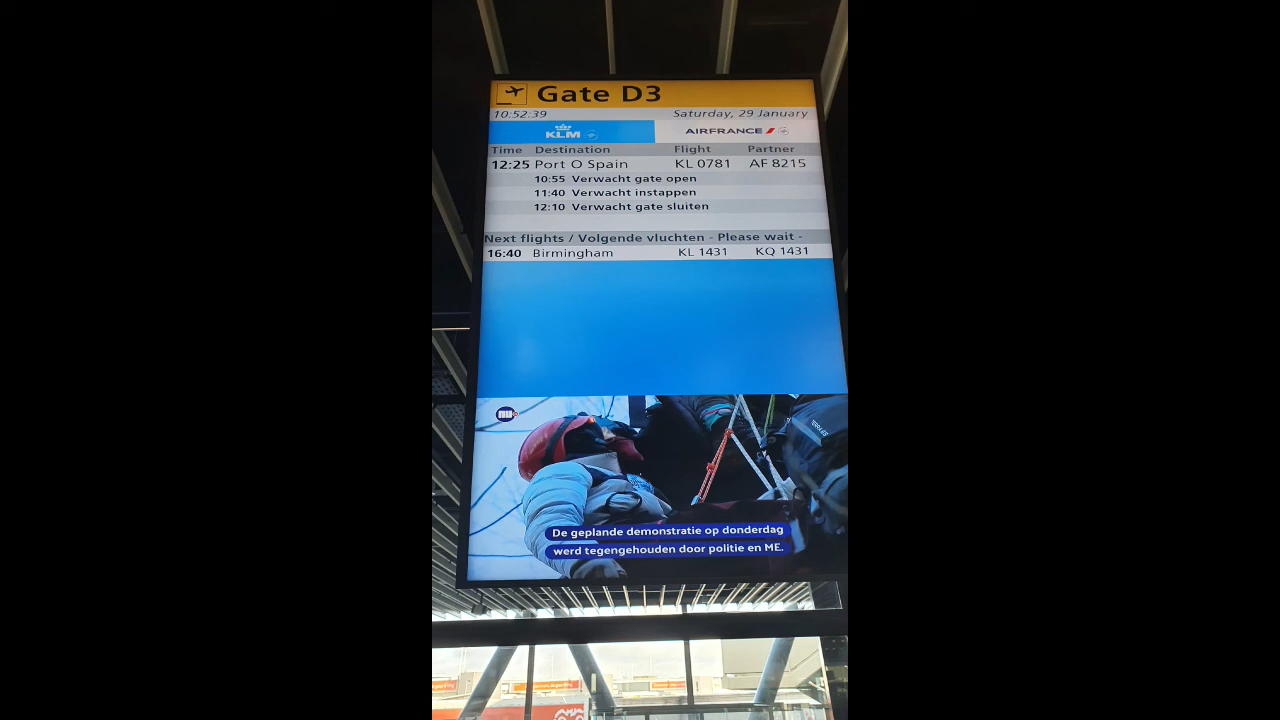 Gate D3
10:52:39 Saturday, 29 January
KLM AIRFRANCE
Time Destination Flight Partner
12:25 Port O Spain KL 0781 AF 8215
10:55 Verwacht gate open
11:40 Verwacht instappen
12:10 Verwacht gate sluiten
Next flights / Volgende vluchten - Please wait -
16:40 Birmingham KL 1431 KQ 1431
nu
De geplande demonstratie op donderdag
werd tegengehouden door politie en ME.